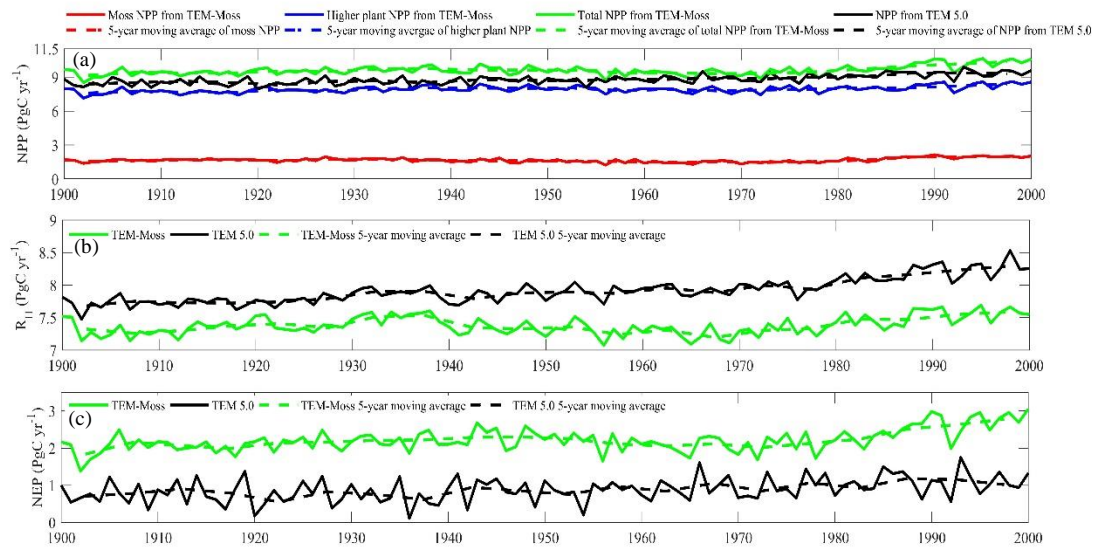 Moss NPP from TEM-Moss Higher plant NPP from TEM-Moss Total NPP from TEM-Moss NPP from TEM 5.0
5-year moving average of moss NPP 5-year moving avergae of higher plant NPP 5-year moving average of total NPP from TEM-Moss 5-year moving average of NPP from TEM 5.0
(a)
NPP (PgC yr⁻¹)
11.5
9
6
3
0
1900 1910 1920 1930 1940 1950 1960 1970 1980 1990 2000
(b)
TEM-Moss TEM 5.0 TEM-Moss 5-year moving average TEM 5.0 5-year moving average
R_H (PgC yr⁻¹)
9
8.5
8
7.5
7
1900 1910 1920 1930 1940 1950 1960 1970 1980 1990 2000
(c)
TEM-Moss TEM 5.0 TEM-Moss 5-year moving average TEM 5.0 5-year moving average
NEP (PgC yr⁻¹)
3
2
1
0
1900 1910 1920 1930 1940 1950 1960 1970 1980 1990 2000